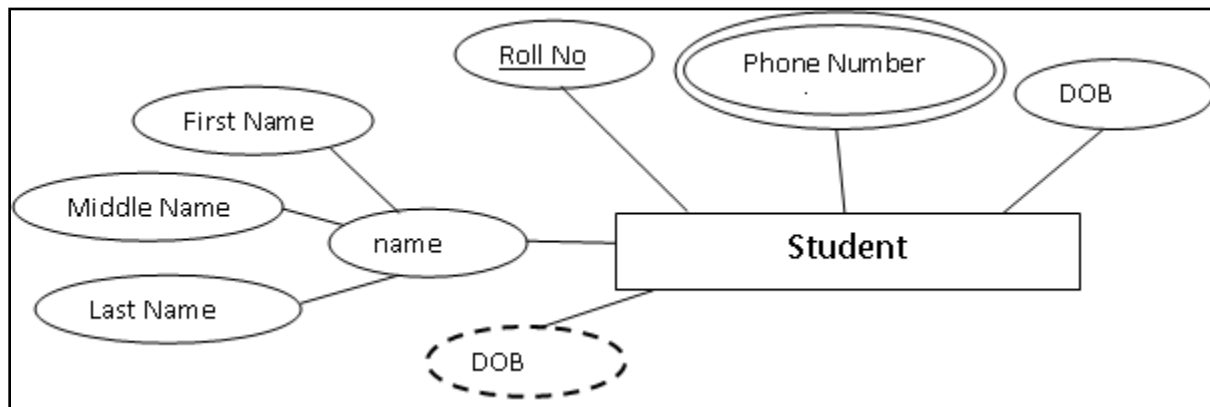 Roll No
Phone Number
DOB
First Name
Middle Name
name
Student
Last Name
DOB